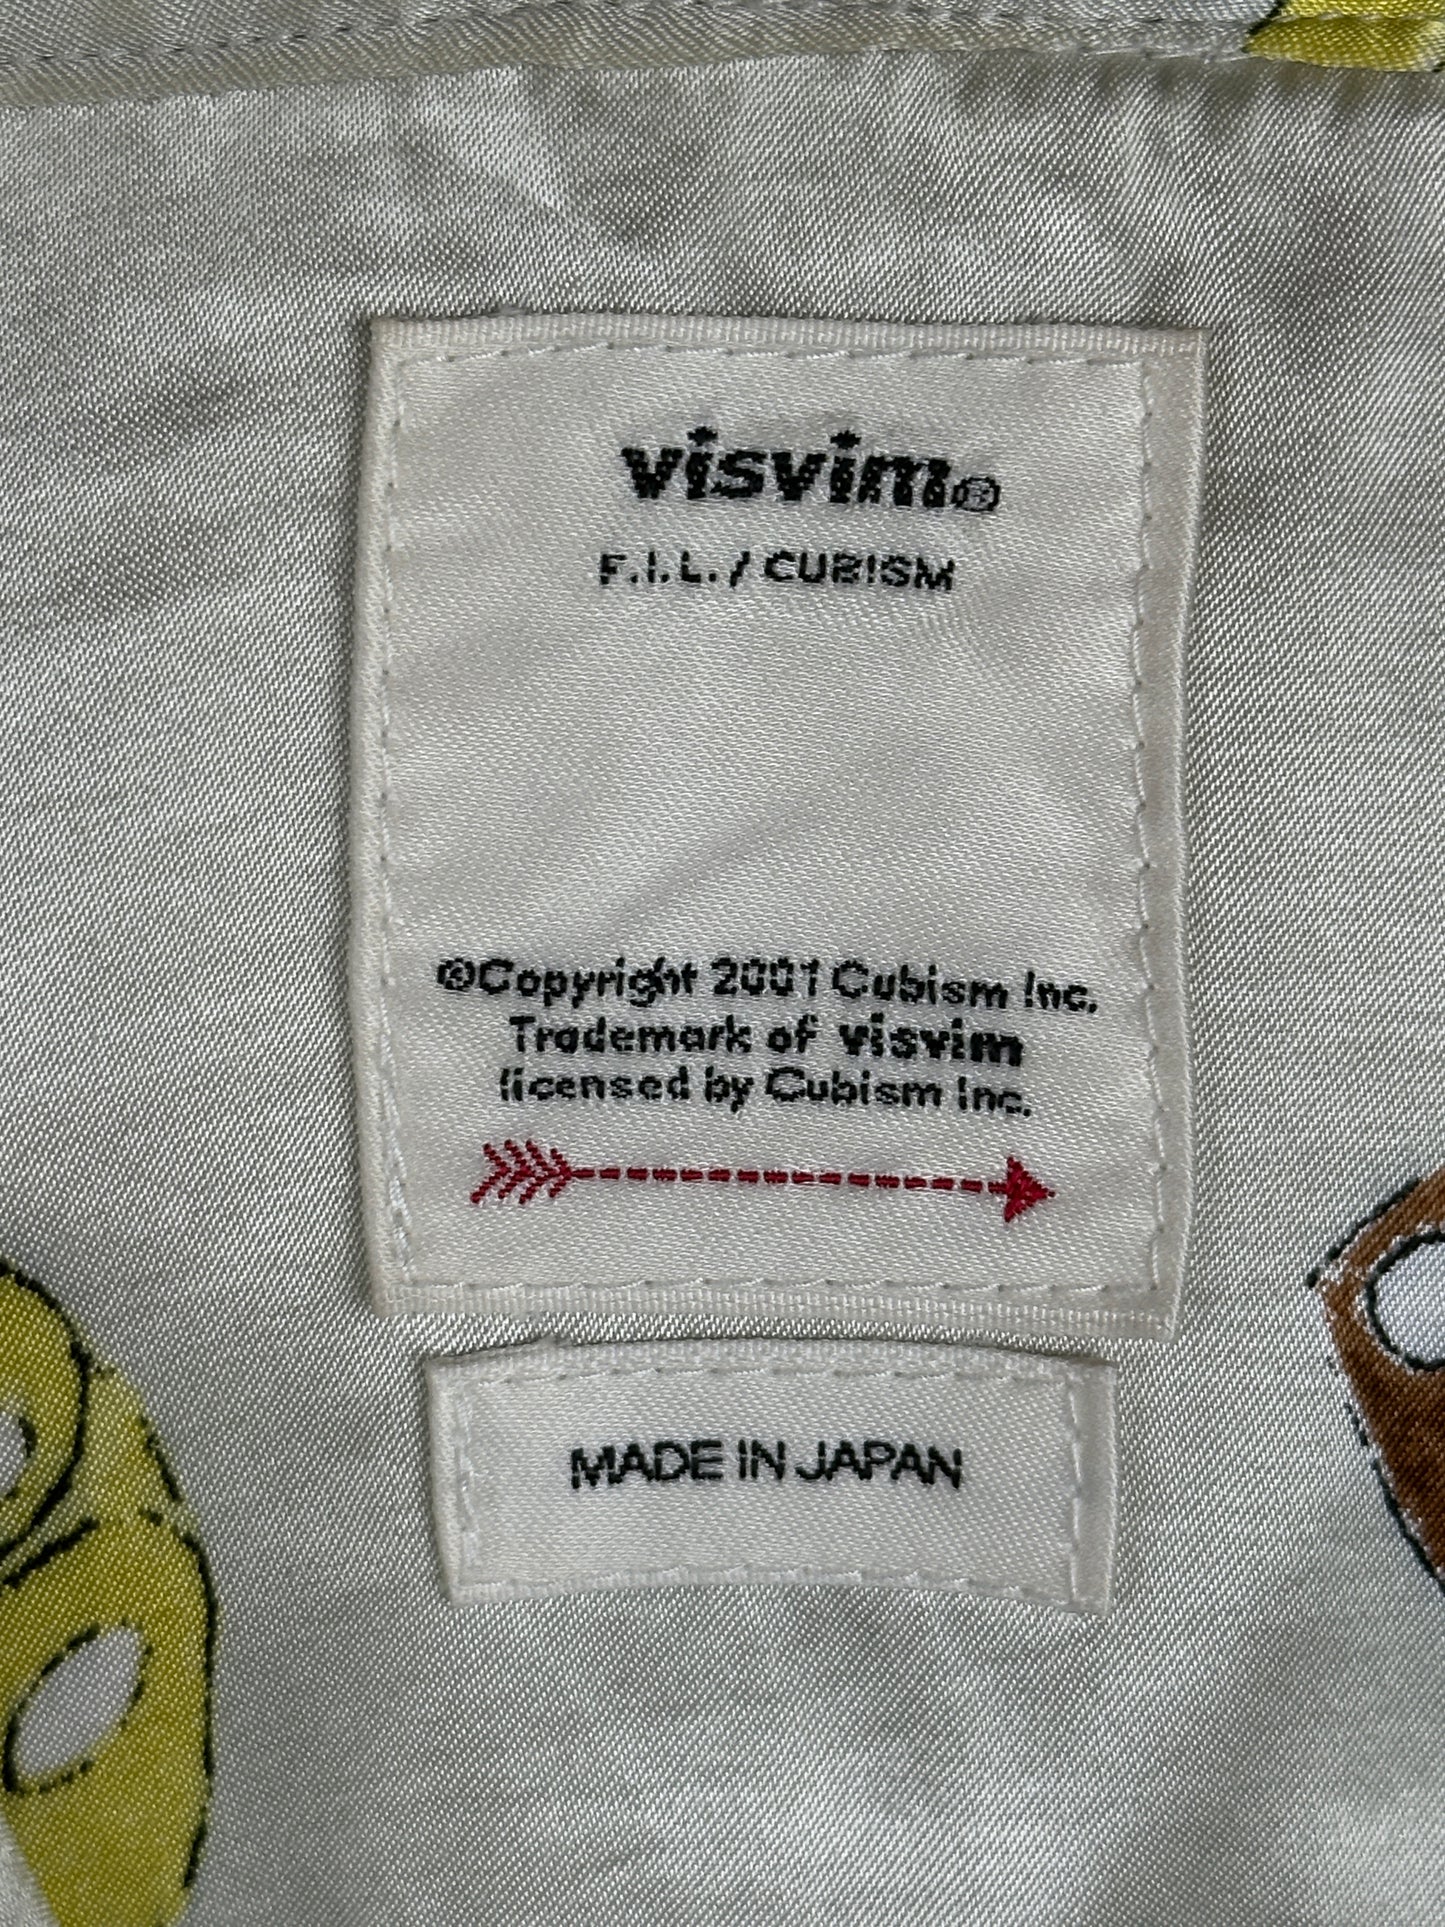 visvim®
F.I.L. / CUBISM
©Copyright 2001 Cubism Inc.
Trademark of visvim
licensed by Cubism Inc.
MADE IN JAPAN